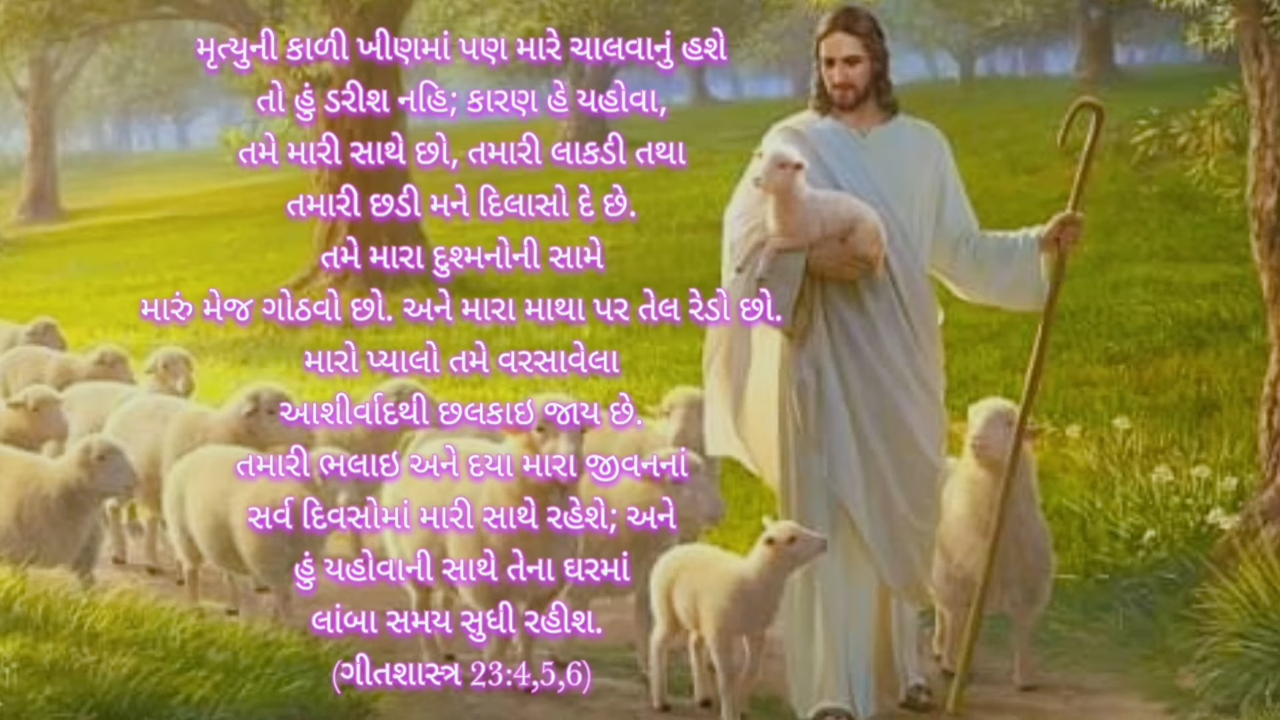 મૃત્યુની કાળી ખીણમાં પણ મારે ચાલવાનું હશે
તો હું ડરીશ નહિ; કારણ હે યહોવા,
તમે મારી સાથે છો, તમારી લાકડી તથા
તમારી છડી મને દિલાસો દે છે.
તમે મારા દુશ્મનોની સામે
મારું મેજ ગોઠવો છો. અને મારા માથા પર તેલ રેડો છો.
મારો પ્યાલો તમે વરસાવેલા
આશીર્વાદથી છલકાઇ જાય છે.
તમારી ભલાઇ અને દયા મારા જીવનનાં
સર્વ દિવસોમાં મારી સાથે રહેશે; અને
હું યહોવાની સાથે તેના ઘરમાં
લાંબા સમય સુધી રહીશ.
(ગીતશાસ્ત્ર 23:4,5,6)